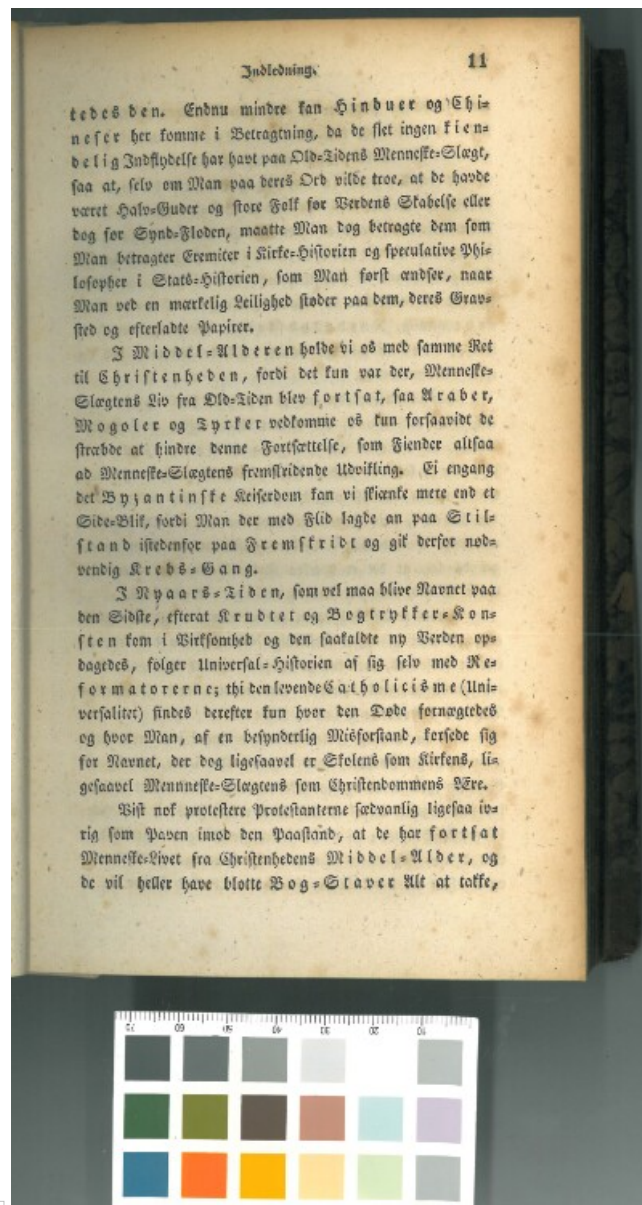 Indledning.
11
tedes den. Endnu mindre kan Hinduer og Chi=
neser her komme i Betragtning, da de slet ingen kien=
delig Indflydelse har havt paa Old=Tidens Menneske=Slægt,
saa at, selv om Man paa deres Ord vilde troe, at de havde
været Halv=Guder og store Folk før Verdens Skabelse eller
dog før Synd=Floden, maatte Man dog betragte dem som
Man betragter Eremiter i Kirke=Historien og speculative Phi=
losopher i Stats=Historien, som Man først ændser, naar
Man ved en mærkelig Leilighed støder paa dem, deres Grav=
sted og efterladte Papirer.
I Middel=Alderen holde vi os med samme Ret
til Christenheden, fordi det kun var der, Menneske=
Slægtens Liv fra Old=Tiden blev fortsat, saa Araber,
Mogoler og Tyrker vedkomme os kun forsaavidt de
stræbde at hindre denne Fortsættelse, som Fiender altsaa
ad Menneske=Slægtens fremskridende Udvikling. Ei engang
det Byzantinske Keiserdom kan vi skiænke mere end et
Side=Blik, fordi Man der med Flid lagde an paa Stil=
stand istedenfor paa Fremskridt og gik derfor nød=
vendig Krebs=Gang.
I Nyaars=Tiden, som vel maa blive Navnet paa
den Sidste, efterat Krudtet og Bogtrykker=Kon=
sten kom i Virksomhed og den saakaldte ny Verden op=
dagedes, følger Universal=Historien af sig selv med Re=
formatorerne; thi den levende Catholicisme (Uni=
versalitet) findes derefter kun hvor den Døde fornægtedes
og hvor Man, af en besynderlig Misforstand, korsede sig
for Navnet, der dog ligesaavel er Skolens som Kirkens, li=
gesaavel Mennneske=Slægtens som Christendommens Ære.
Vist nok protestere Protestanterne sædvanlig ligesaa iv=
rig som Paven imod den Paastand, at de har fortsat
Menneske=Livet fra Christenhedens Middel=Alder, og
de vil heller have blotte Bog=Staver Alt at takke,
70 60 50 40 30 20 10